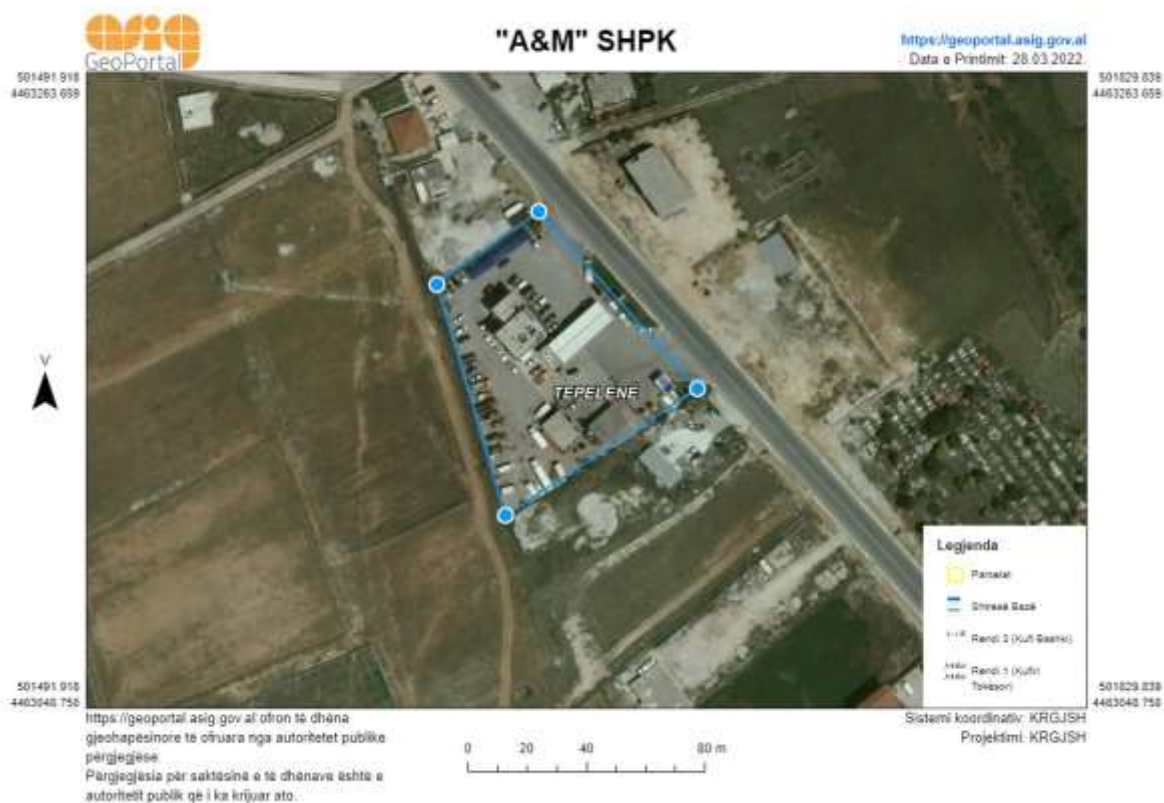 asig
GeoPortal
"A&M" SHPK
https://geoportal.asig.gov.al
Data e Printimit: 28.03.2022
501491.918
4463263.659
501829.839
4463263.659
V
TEPELENE
Legjenda
Parcelat
Shtresë Bazë
Rendi 2 (Kufi Bashki)
Rendi 1 (Kufiri
Tokësor)
501491.918
4463048.758
501829.839
4463048.758
https://geoportal.asig.gov.al ofron të dhëna
gjeohapësinore të ofruara nga autoritetet publike
përgjegjëse.
Përgjegjësia për saktësinë e të dhënave është e
autoritetit publik që i ka krijuar ato.
0 20 40 80 m
Sistemi koordinativ: KRGJSH
Projektimi: KRGJSH